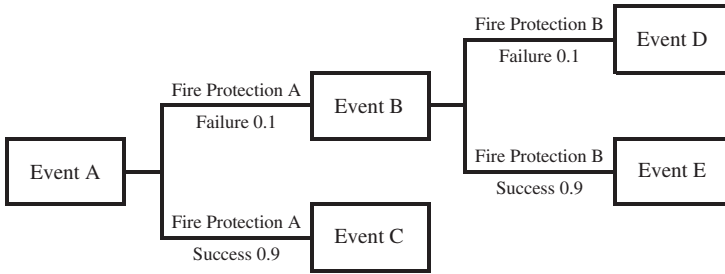 Event A
Fire Protection A
Failure 0.1
Fire Protection A
Success 0.9
Event B
Event C
Fire Protection B
Failure 0.1
Fire Protection B
Success 0.9
Event D
Event E